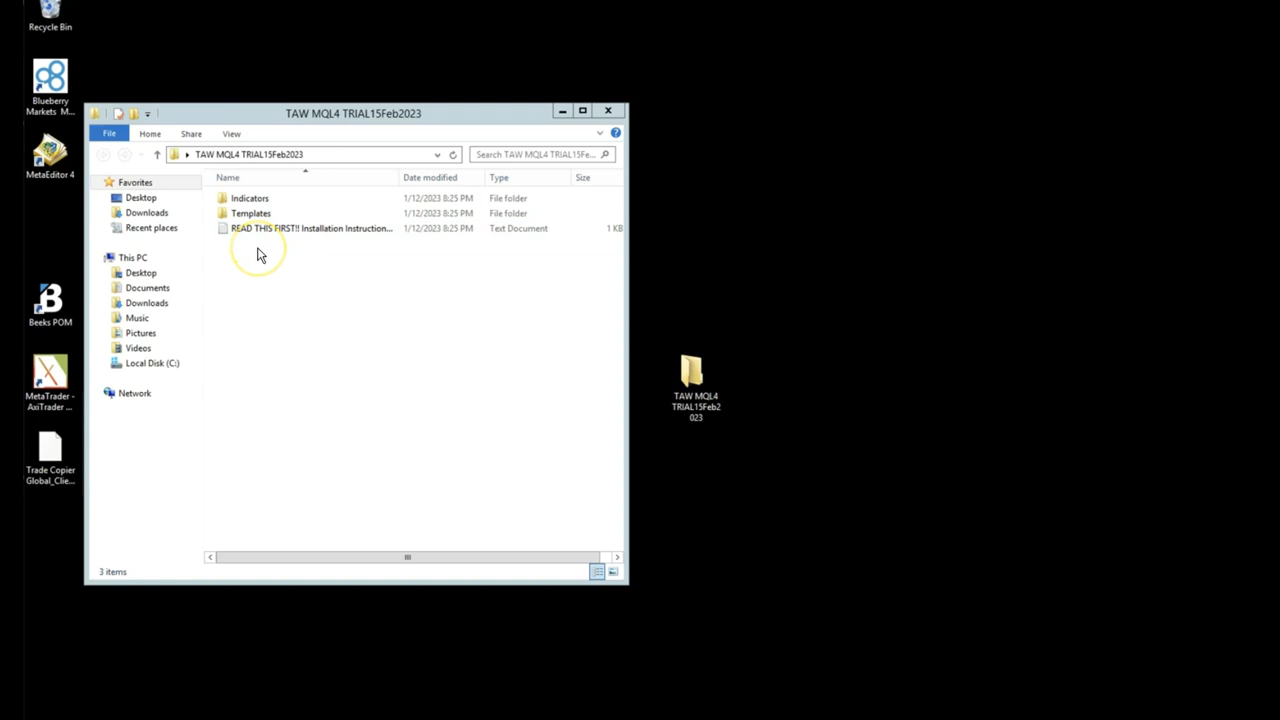 Recycle Bin
Blueberry
Markets M...
MetaEditor 4
Beeks POM
MetaTrader -
AxiTrader ...
Trade Copier
Global_Clie...
TAW MQL4 TRIAL15Feb2023
File
Home
Share
View
TAW MQL4 TRIAL15Feb2023
Search TAW MQL4 TRIAL15Fe...
Favorites
Desktop
Downloads
Recent places
This PC
Desktop
Documents
Downloads
Music
Pictures
Videos
Local Disk (C:)
Network
Name
Date modified
Type
Size
Indicators
1/12/2023 8:25 PM
File folder
Templates
1/12/2023 8:25 PM
File folder
READ THIS FIRST!! Installation Instruction...
1/12/2023 8:25 PM
Text Document
1 KB
3 items
TAW MQL4
TRIAL15Feb2
023